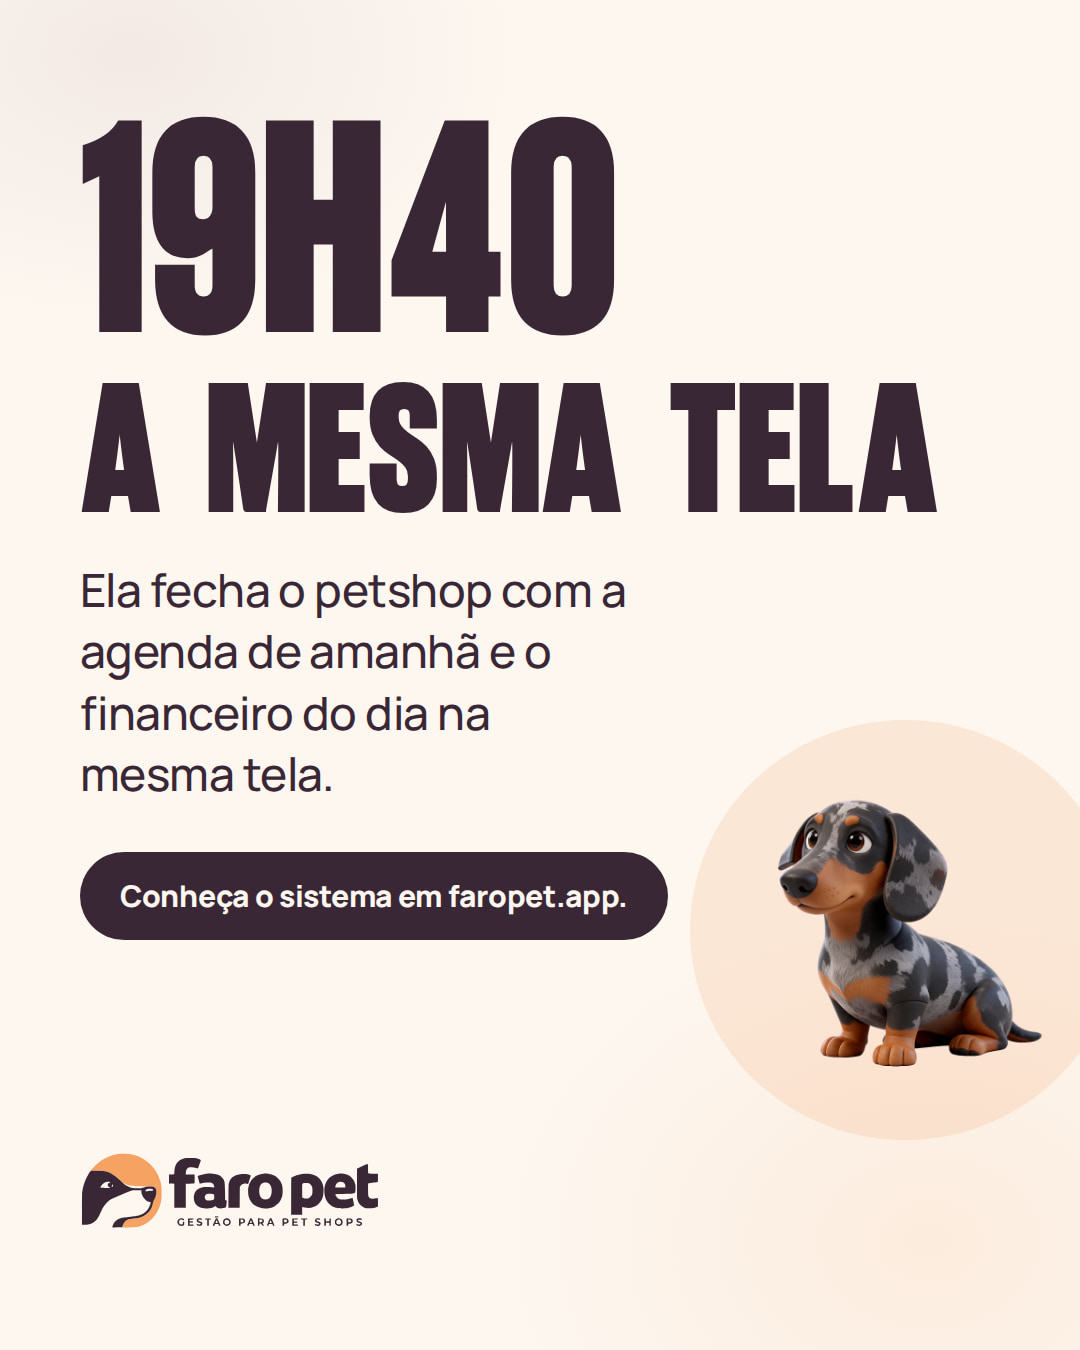 19H40
A MESMA TELA
Ela fecha o petshop com a
agenda de amanhã e o
financeiro do dia na
mesma tela.
Conheça o sistema em faropet.app.
faro pet
GESTÃO PARA PET SHOPS